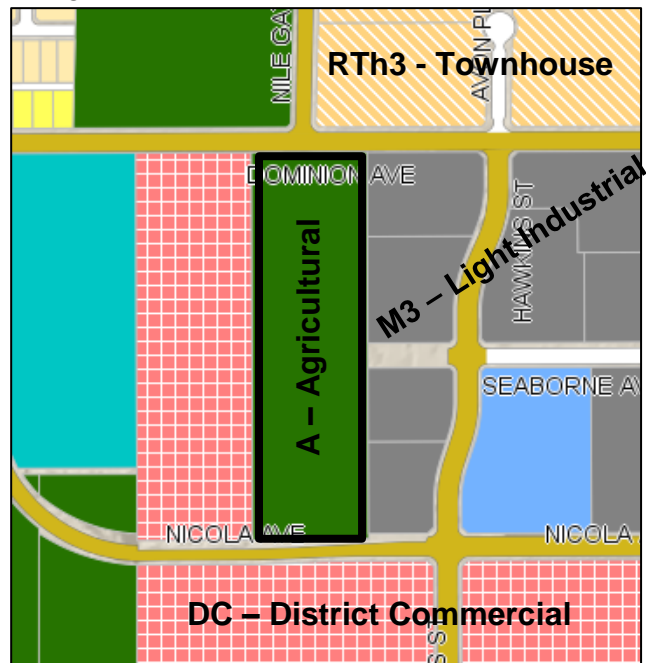 NILE GA
AVON PL
RTh3 - Townhouse
DOMINION AVE
HAWKINS ST
M3 – Light Industrial
A – Agricultural
SEABORNE AV
NICOLA AVE
NICOLA
DC – District Commercial
S ST